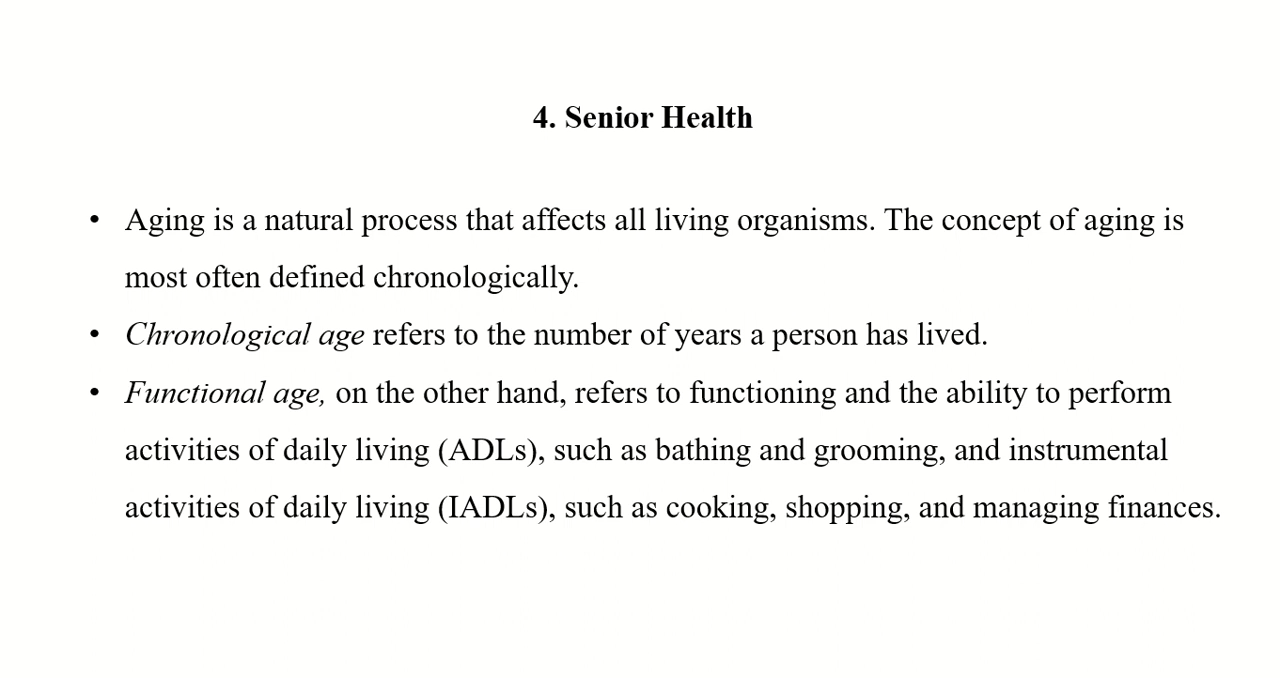 4. Senior Health
• Aging is a natural process that affects all living organisms. The concept of aging is
most often defined chronologically.
• Chronological age refers to the number of years a person has lived.
• Functional age, on the other hand, refers to functioning and the ability to perform
activities of daily living (ADLs), such as bathing and grooming, and instrumental
activities of daily living (IADLs), such as cooking, shopping, and managing finances.